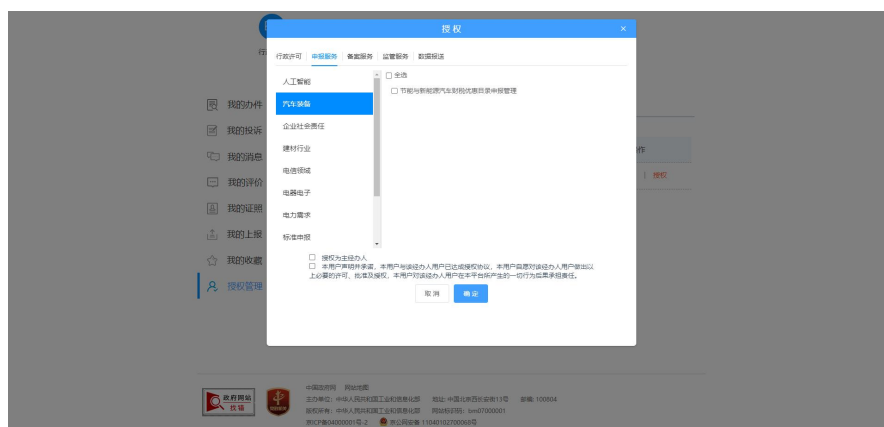 授权
×
行政许可 申报服务 备案服务 监管服务 数据报送
人工智能
汽车装备
企业社会责任
建材行业
电信领域
电器电子
电力需求
标准申报
全选
节能与新能源汽车财税优惠目录申报管理
授权为主经办人
本用户声明并承诺，本用户与该经办人用户已达成授权协议，本用户自愿对该经办人用户做出以
上必要的许可、批准及授权，本用户对该经办人用户在本平台所产生的一切行为后果承担责任。
取消 确定
我的办件
我的投诉
我的消息
我的评价
我的证照
我的上报
我的收藏
授权管理
作
| 授权
政府网站
找错
中国政府网 网站地图
主办单位：中华人民共和国工业和信息化部 地址：中国北京西长安街13号 邮编：100804
版权所有：中华人民共和国工业和信息化部 网站标识码：bm07000001
京ICP备04000001号-2 京公网安备 11040102700068号